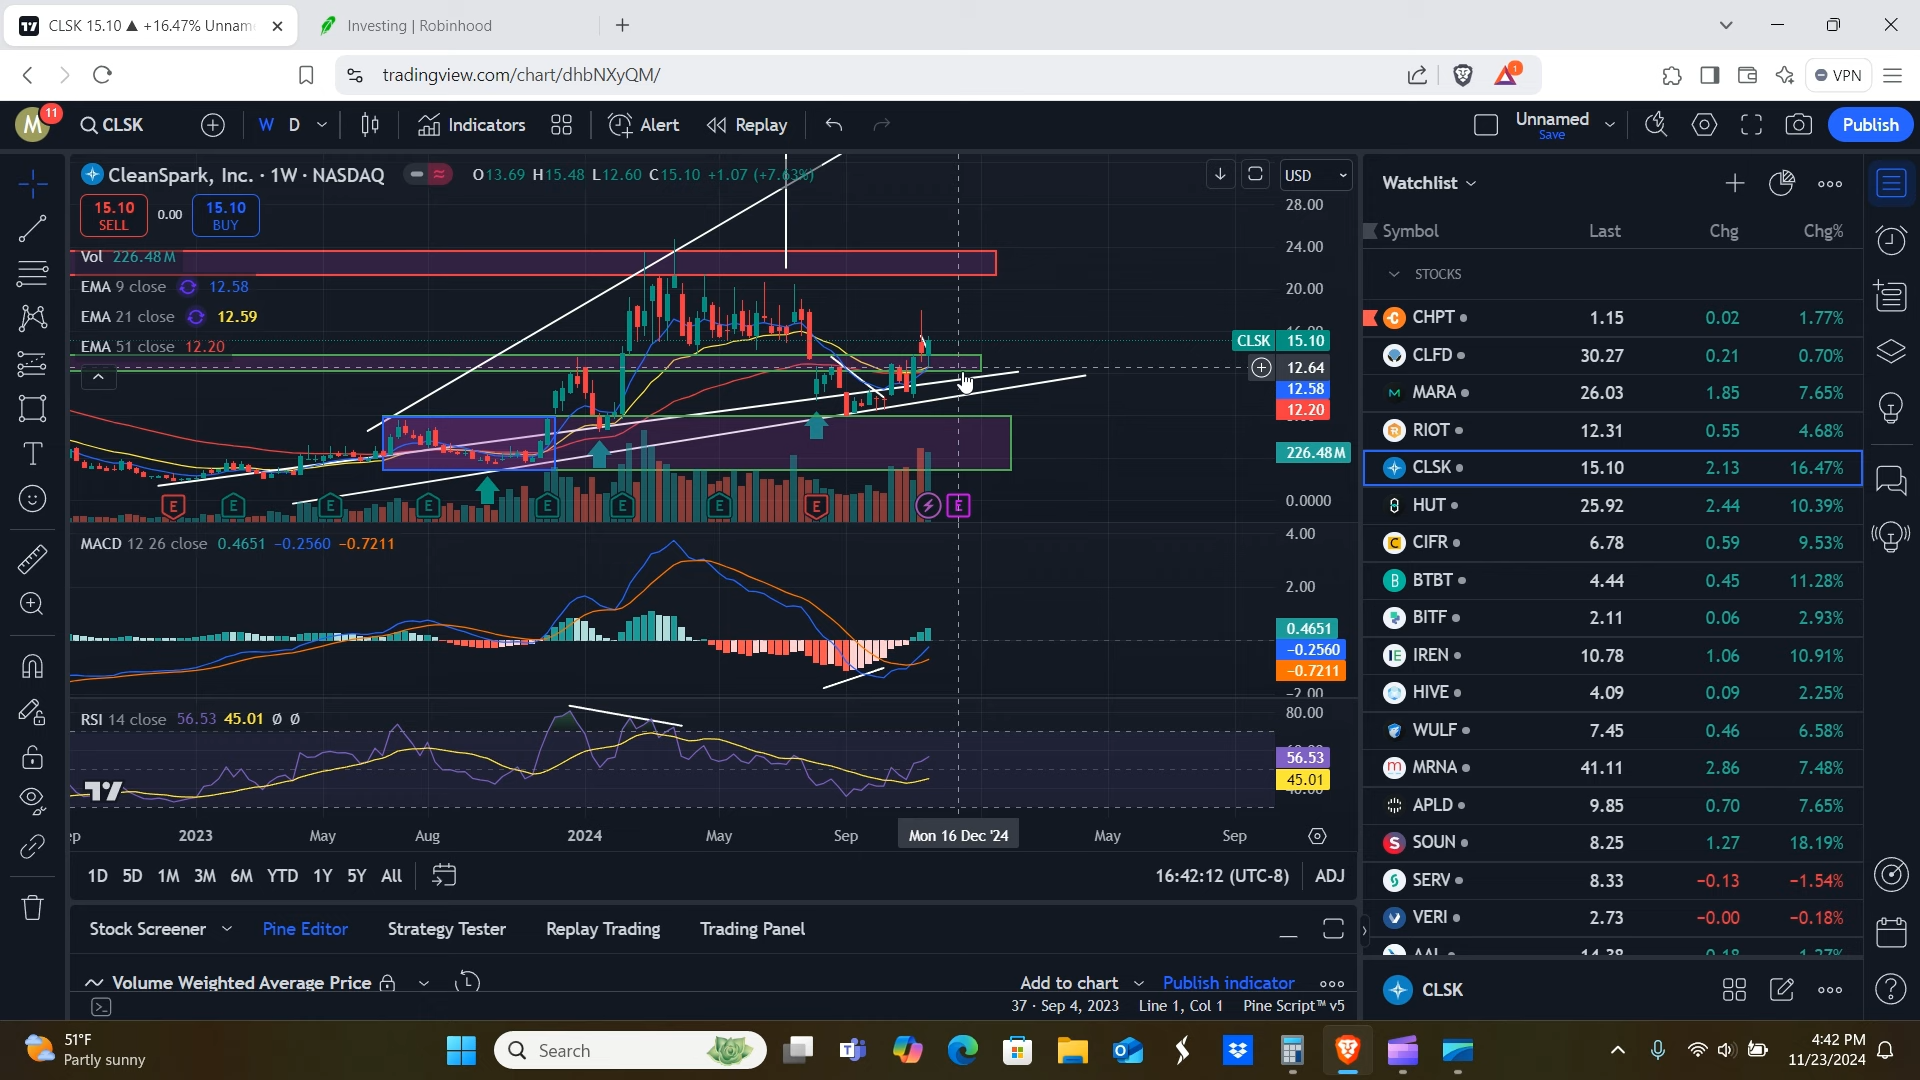 CLSK 15.10 ▲ +16.47% Unnam
Investing | Robinhood
tradingview.com/chart/dhbNXyQM/
1
VPN
M
11
CLSK
W
D
Indicators
Alert
Replay
Unnamed
Save
Publish
CleanSpark, Inc. · 1W · NASDAQ
O13.69 H15.48 L12.60 C15.10 +1.07 (+7.63%)
USD
15.10
SELL
0.00
15.10
BUY
Vol 226.48M
EMA 9 close 12.58
EMA 21 close 12.59
EMA 51 close 12.20
28.00
24.00
20.00
16.00
CLSK 15.10
12.64
12.58
12.20
226.48M
0.0000
E E E E E E E E E
MACD 12 26 close 0.4651 −0.2560 −0.7211
4.00
2.00
0.4651
−0.2560
−0.7211
−2.00
RSI 14 close 56.53 45.01 Ø Ø
80.00
56.53
45.01
2023 May Aug 2024 May Sep Mon 16 Dec '24 May Sep
1D 5D 1M 3M 6M YTD 1Y 5Y All
16:42:12 (UTC-8) ADJ
Stock Screener Pine Editor Strategy Tester Replay Trading Trading Panel
Volume Weighted Average Price
Add to chart Publish indicator
37 · Sep 4, 2023 Line 1, Col 1 Pine Script™ v5
Watchlist
Symbol Last Chg Chg%
STOCKS
CHPT 1.15 0.02 1.77%
CLFD 30.27 0.21 0.70%
MARA 26.03 1.85 7.65%
RIOT 12.31 0.55 4.68%
CLSK 15.10 2.13 16.47%
HUT 25.92 2.44 10.39%
CIFR 6.78 0.59 9.53%
BTBT 4.44 0.45 11.28%
BITF 2.11 0.06 2.93%
IREN 10.78 1.06 10.91%
HIVE 4.09 0.09 2.25%
WULF 7.45 0.46 6.58%
MRNA 41.11 2.86 7.48%
APLD 9.85 0.70 7.65%
SOUN 8.25 1.27 18.19%
SERV 8.33 −0.13 −1.54%
VERI 2.73 −0.00 −0.18%
CLSK
51°F
Partly sunny
Search
4:42 PM
11/23/2024